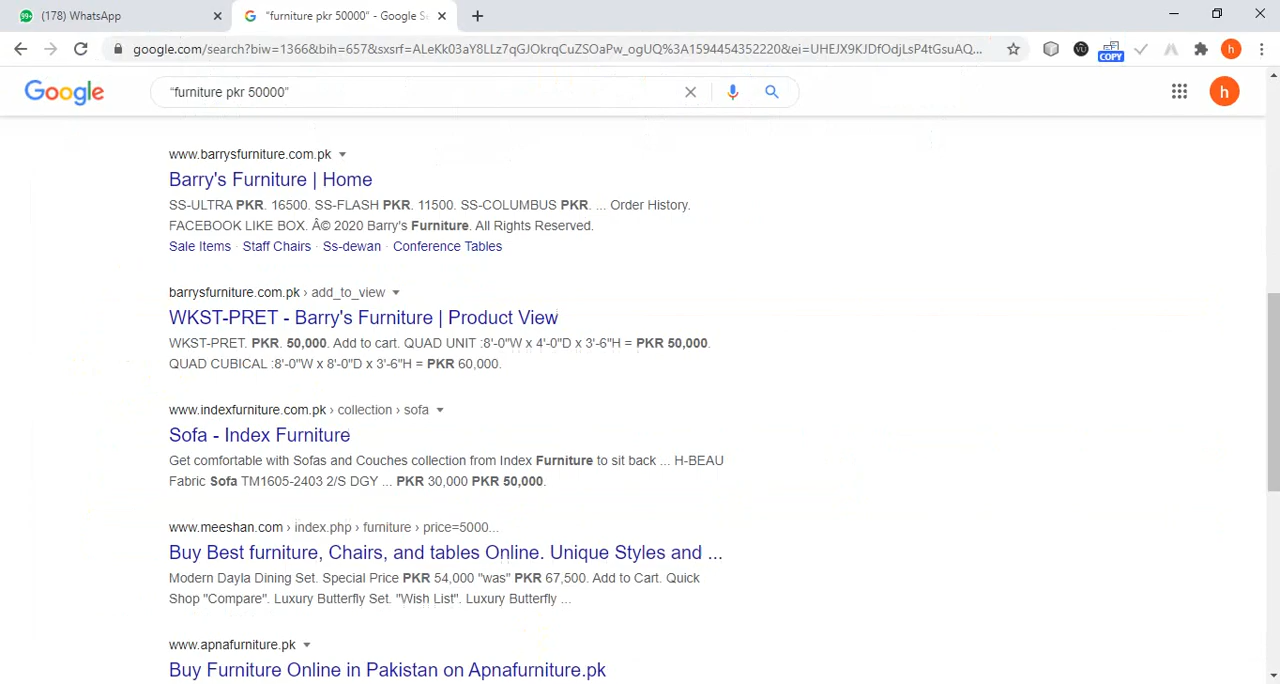 (178) WhatsApp
"furniture pkr 50000" - Google Se
google.com/search?biw=1366&bih=657&sxsrf=ALeKk03aY8LLz7qGJOkrqCuZSOaPw_ogUQ%3A1594454352220&ei=UHEJX9KJDfOdjLsP4tGsuAQ...
COPY
h
Google
"furniture pkr 50000"
h
www.barrysfurniture.com.pk
Barry's Furniture | Home
SS-ULTRA PKR. 16500. SS-FLASH PKR. 11500. SS-COLUMBUS PKR. ... Order History.
FACEBOOK LIKE BOX. Â© 2020 Barry's Furniture. All Rights Reserved.
Sale Items · Staff Chairs · Ss-dewan · Conference Tables
barrysfurniture.com.pk › add_to_view
WKST-PRET - Barry's Furniture | Product View
WKST-PRET. PKR. 50,000. Add to cart. QUAD UNIT :8'-0"W x 4'-0"D x 3'-6"H = PKR 50,000.
QUAD CUBICAL :8'-0"W x 8'-0"D x 3'-6"H = PKR 60,000.
www.indexfurniture.com.pk › collection › sofa
Sofa - Index Furniture
Get comfortable with Sofas and Couches collection from Index Furniture to sit back ... H-BEAU
Fabric Sofa TM1605-2403 2/S DGY ... PKR 30,000 PKR 50,000.
www.meeshan.com › index.php › furniture › price=5000...
Buy Best furniture, Chairs, and tables Online. Unique Styles and ...
Modern Dayla Dining Set. Special Price PKR 54,000 "was" PKR 67,500. Add to Cart. Quick
Shop "Compare". Luxury Butterfly Set. "Wish List". Luxury Butterfly ...
www.apnafurniture.pk
Buy Furniture Online in Pakistan on Apnafurniture.pk